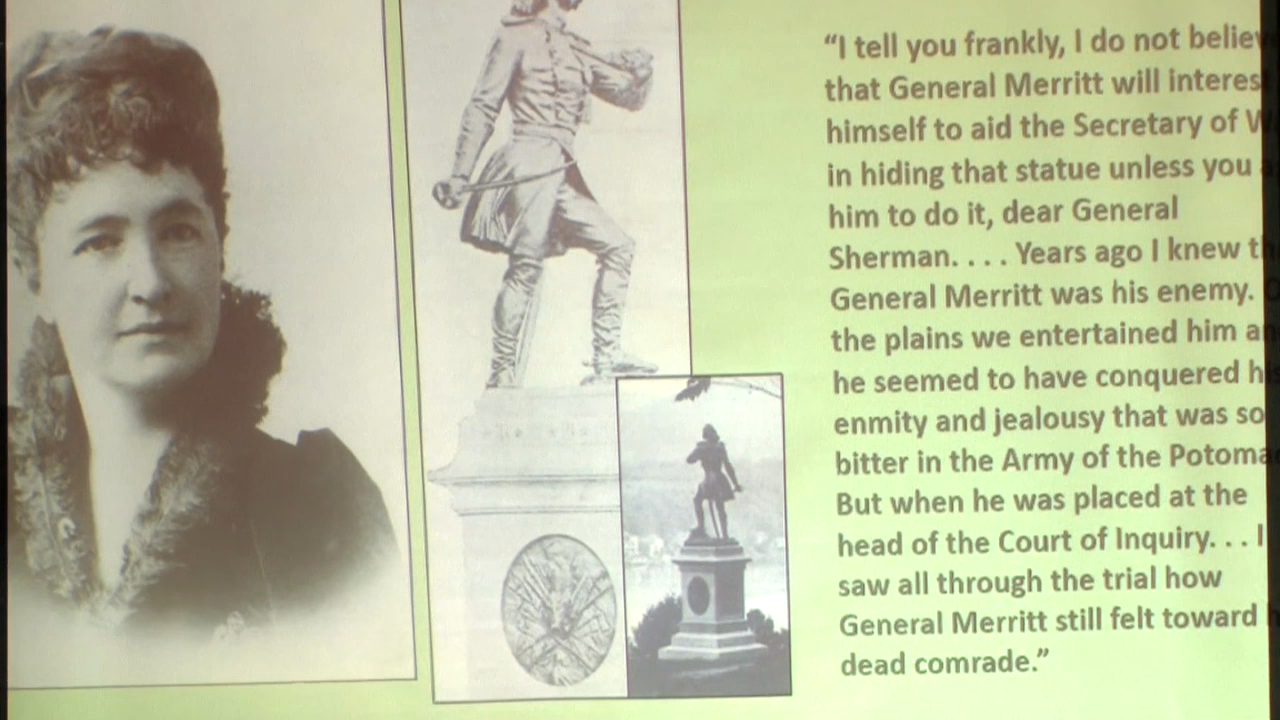 “I tell you frankly, I do not believ
that General Merritt will interes
himself to aid the Secretary of W
in hiding that statue unless you a
him to do it, dear General
Sherman. . . . Years ago I knew th
General Merritt was his enemy.
the plains we entertained him an
he seemed to have conquered h
enmity and jealousy that was so
bitter in the Army of the Potoma
But when he was placed at the
head of the Court of Inquiry. . . I
saw all through the trial how
General Merritt still felt toward
dead comrade.”